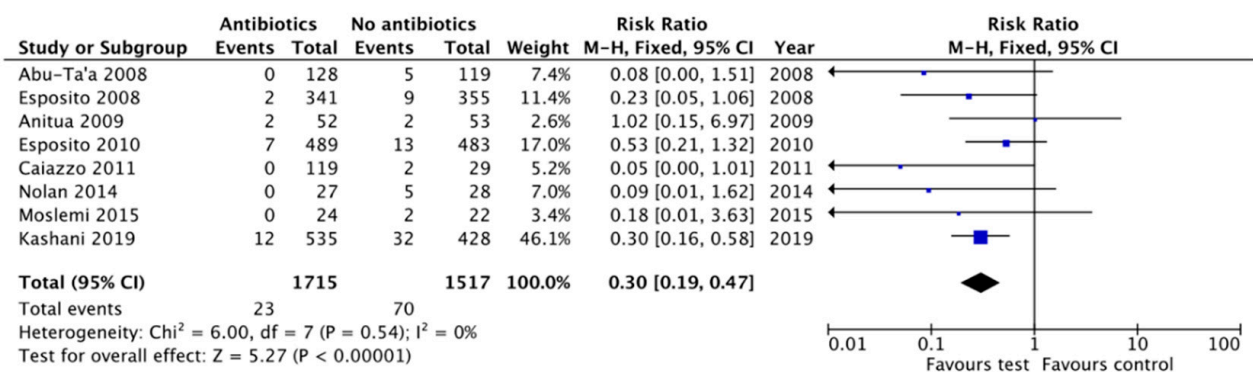 Antibiotics No antibiotics Risk Ratio Risk Ratio
Study or Subgroup Events Total Events Total Weight M-H, Fixed, 95% CI Year M-H, Fixed, 95% CI
Abu-Ta'a 2008 0 128 5 119 7.4% 0.08 [0.00, 1.51] 2008
Esposito 2008 2 341 9 355 11.4% 0.23 [0.05, 1.06] 2008
Anitua 2009 2 52 2 53 2.6% 1.02 [0.15, 6.97] 2009
Esposito 2010 7 489 13 483 17.0% 0.53 [0.21, 1.32] 2010
Caiazzo 2011 0 119 2 29 5.2% 0.05 [0.00, 1.01] 2011
Nolan 2014 0 27 5 28 7.0% 0.09 [0.01, 1.62] 2014
Moslemi 2015 0 24 2 22 3.4% 0.18 [0.01, 3.63] 2015
Kashani 2019 12 535 32 428 46.1% 0.30 [0.16, 0.58] 2019
Total (95% CI) 1715 1517 100.0% 0.30 [0.19, 0.47]
Total events 23 70
Heterogeneity: Chi² = 6.00, df = 7 (P = 0.54); I² = 0%
Test for overall effect: Z = 5.27 (P < 0.00001)
0.01 0.1 1 10 100
Favours test Favours control